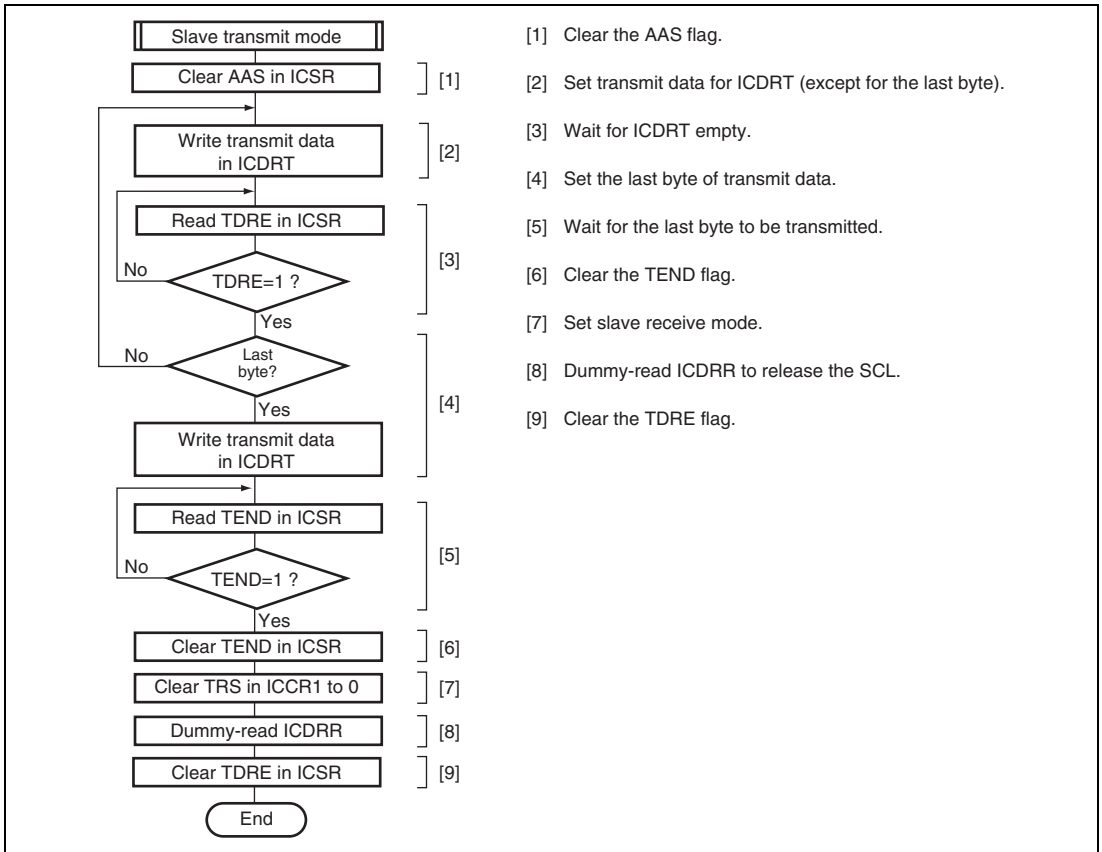 Slave transmit mode
Clear AAS in ICSR
[1]
Write transmit data
in ICDRT
[2]
Read TDRE in ICSR
[3]
No
TDRE=1 ?
Yes
No
Last
byte?
[4]
Yes
Write transmit data
in ICDRT
Read TEND in ICSR
[5]
No
TEND=1 ?
Yes
Clear TEND in ICSR
[6]
Clear TRS in ICCR1 to 0
[7]
Dummy-read ICDRR
[8]
Clear TDRE in ICSR
[9]
End
[1] Clear the AAS flag.
[2] Set transmit data for ICDRT (except for the last byte).
[3] Wait for ICDRT empty.
[4] Set the last byte of transmit data.
[5] Wait for the last byte to be transmitted.
[6] Clear the TEND flag.
[7] Set slave receive mode.
[8] Dummy-read ICDRR to release the SCL.
[9] Clear the TDRE flag.